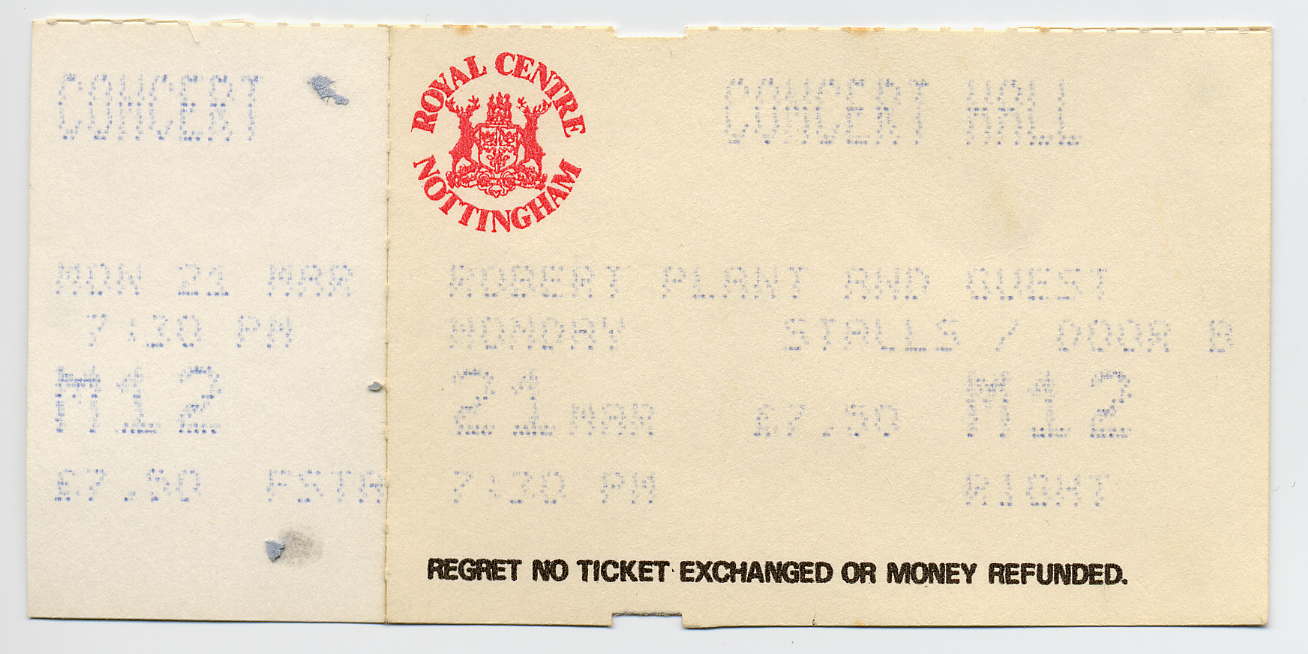 CONCERT
MON 21 MAR
7:30 PM
M12
£7.50 FSTA
ROYAL CENTRE
NOTTINGHAM
CONCERT HALL
ROBERT PLANT AND GUEST
MONDAY STALLS / DOOR B
21 MAR £7.50 M12
7:30 PM RIGHT
REGRET NO TICKET EXCHANGED OR MONEY REFUNDED.